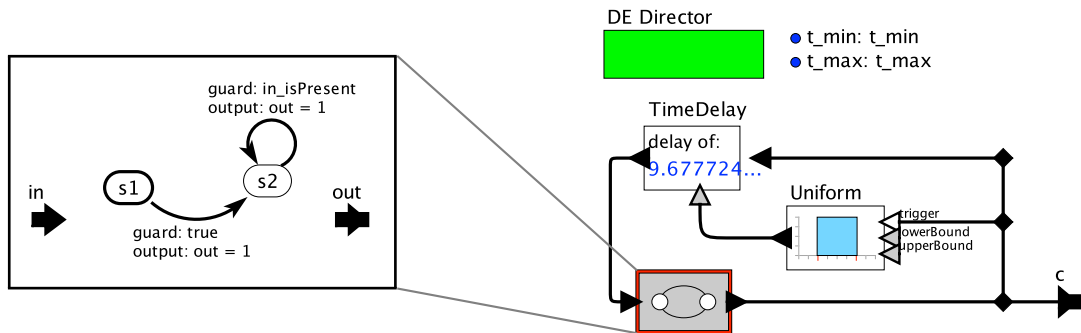 DE Director
t_min: t_min
t_max: t_max
guard: in_isPresent
output: out = 1
s1
s2
in
out
guard: true
output: out = 1
TimeDelay
delay of:
9.677724...
Uniform
trigger
lowerBound
upperBound
c